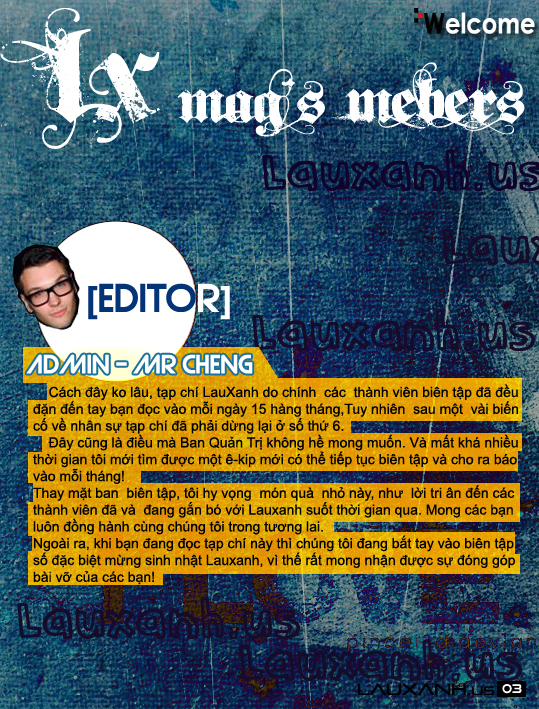 Welcome
Lx mag's mebers
Lauxanh.us
Lau
[EDITOR]
Lauxanh.us
ADMIN - MR CHENG
Cách đây ko lâu, tạp chí LauXanh do chính các thành viên biên tập đã đều
đặn đến tay bạn đọc vào mỗi ngày 15 hàng tháng,Tuy nhiên sau một vài biến
cố về nhân sự tạp chí đã phải dừng lại ở số thứ 6.
Đây cũng là điều mà Ban Quản Trị không hề mong muốn. Và mất khá nhiều
thời gian tôi mới tìm được một ê-kip mới có thể tiếp tục biên tập và cho ra báo
vào mỗi tháng!
Thay mặt ban biên tập, tôi hy vọng món quà nhỏ này, như lời tri ân đến các
thành viên đã và đang gắn bó với Lauxanh suốt thời gian qua. Mong các bạn
luôn đồng hành cùng chúng tôi trong tương lai.
Ngoài ra, khi bạn đang đọc tạp chí này thì chúng tôi đang bắt tay vào biên tập
số đặc biệt mừng sinh nhật Lauxanh, vì thế rất mong nhận được sự đóng góp
bài vỡ của các bạn!
Lauxanh.us
Lauxanh.us
LAUXANH.us 03